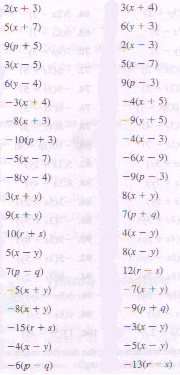 2(x + 3) 3(x + 4)
5(x + 7) 6(y + 3)
9(p + 5) 2(x − 3)
3(x − 5) 5(x − 7)
6(y − 4) 9(p − 3)
−3(x + 4) −4(x + 5)
−8(x + 3) −9(y + 5)
−10(p + 3) −4(x − 3)
−5(x − 7) −6(x − 9)
−8(y − 4) −9(p − 3)
3(x + y) 8(x + y)
9(x + y) 7(p + q)
10(r + s) 4(x − y)
5(x − y) 8(x − y)
7(p − q) 12(r − s)
−5(x + y) −7(x + y)
−8(x + y) −9(p + q)
−15(r + s) −3(x − y)
−4(x − y) −5(x − y)
−6(p − q) −13(r − s)